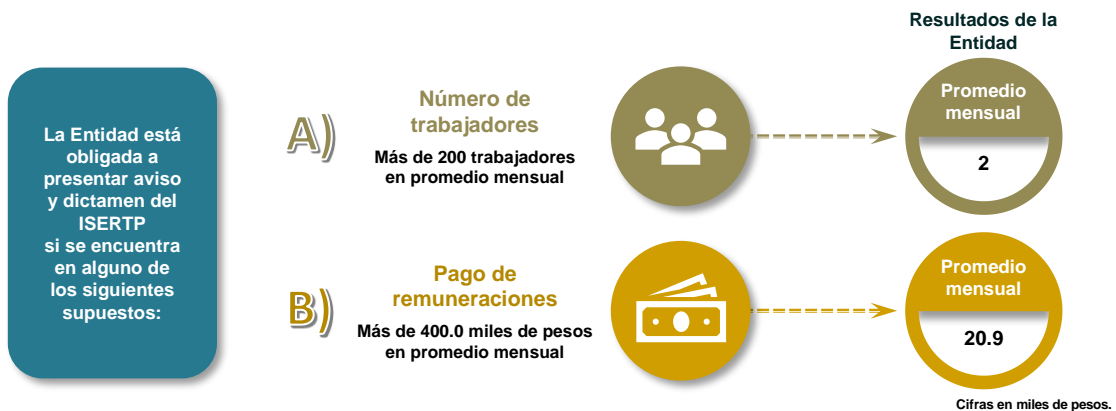 La Entidad está
obligada a
presentar aviso
y dictamen del
ISERTP
si se encuentra
en alguno de
los siguientes
supuestos:
A)
Número de
trabajadores
Más de 200 trabajadores
en promedio mensual
Resultados de la
Entidad
Promedio
mensual
2
B)
Pago de
remuneraciones
Más de 400.0 miles de pesos
en promedio mensual
Promedio
mensual
20.9
Cifras en miles de pesos.